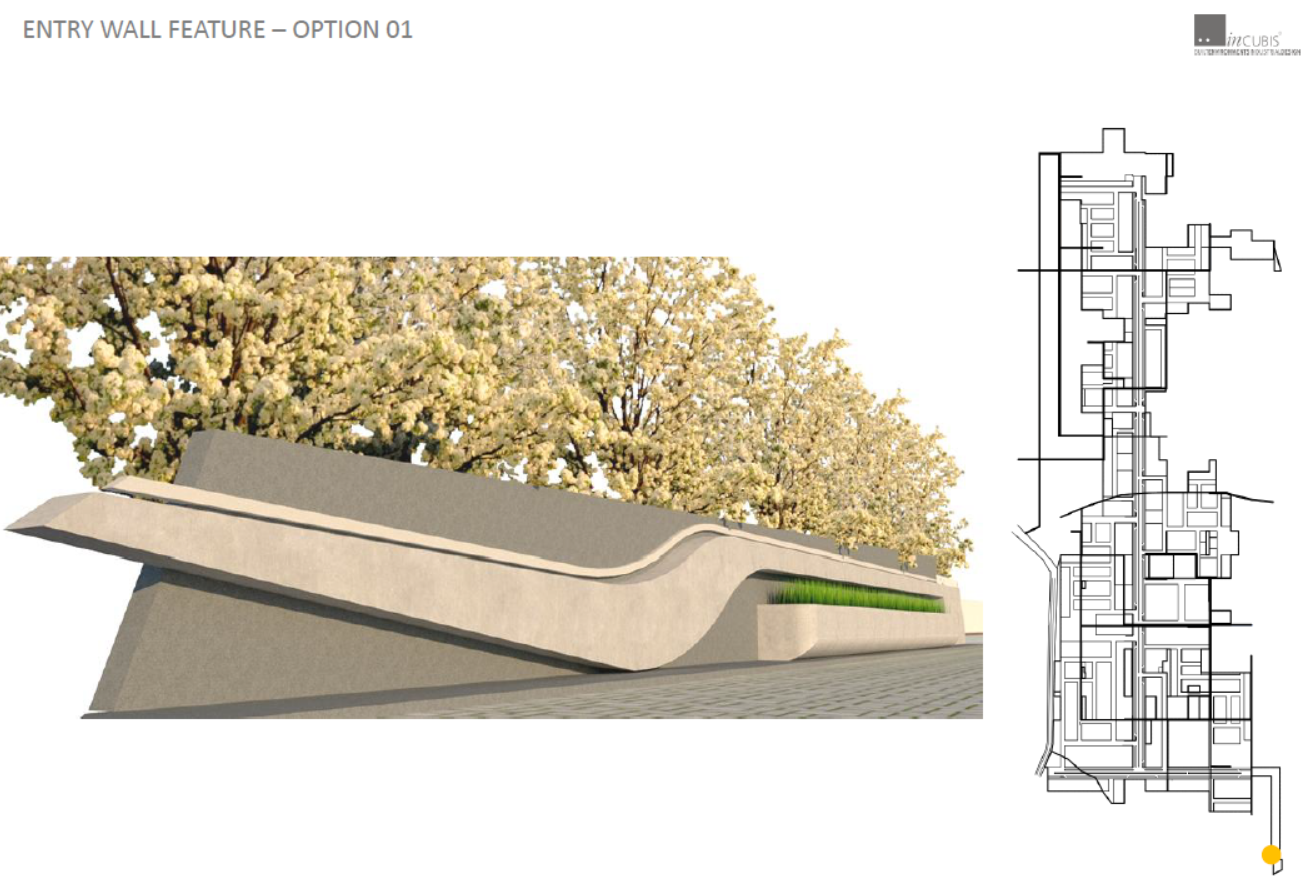 ENTRY WALL FEATURE – OPTION 01
inCUBIS